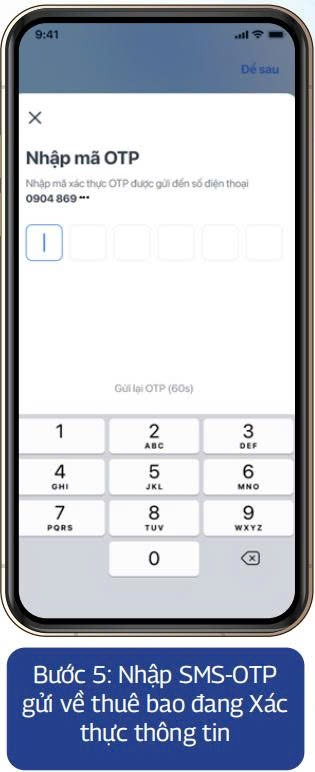 9:41
Để sau
Nhập mã OTP
Nhập mã xác thực OTP được gửi đến số điện thoại
0904 869 ***
Gửi lại OTP (60s)
1
2
ABC
3
DEF
4
GHI
5
JKL
6
MNO
7
PQRS
8
TUV
9
WXYZ
0
Bước 5: Nhập SMS-OTP
gửi về thuê bao đang Xác
thực thông tin